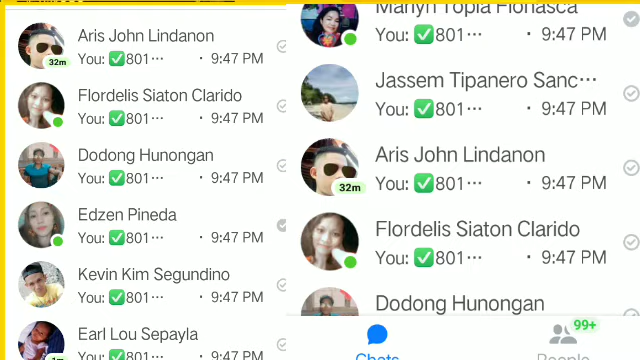 Aris John Lindanon
You: ✅801··· · 9:47 PM
32m
Flordelis Siaton Clarido
You: ✅801··· · 9:47 PM
Dodong Hunongan
You: ✅801··· · 9:47 PM
Edzen Pineda
You: ✅801··· · 9:47 PM
Kevin Kim Segundino
You: ✅801··· · 9:47 PM
Earl Lou Sepayla
You: ✅801··· · 9:47 PM
You: ✅801··· · 9:47 PM
Jassem Tipanero Sanc···
You: ✅801··· · 9:47 PM
Aris John Lindanon
You: ✅801··· · 9:47 PM
32m
Flordelis Siaton Clarido
You: ✅801··· · 9:47 PM
Dodong Hunongan
99+
Chats
People